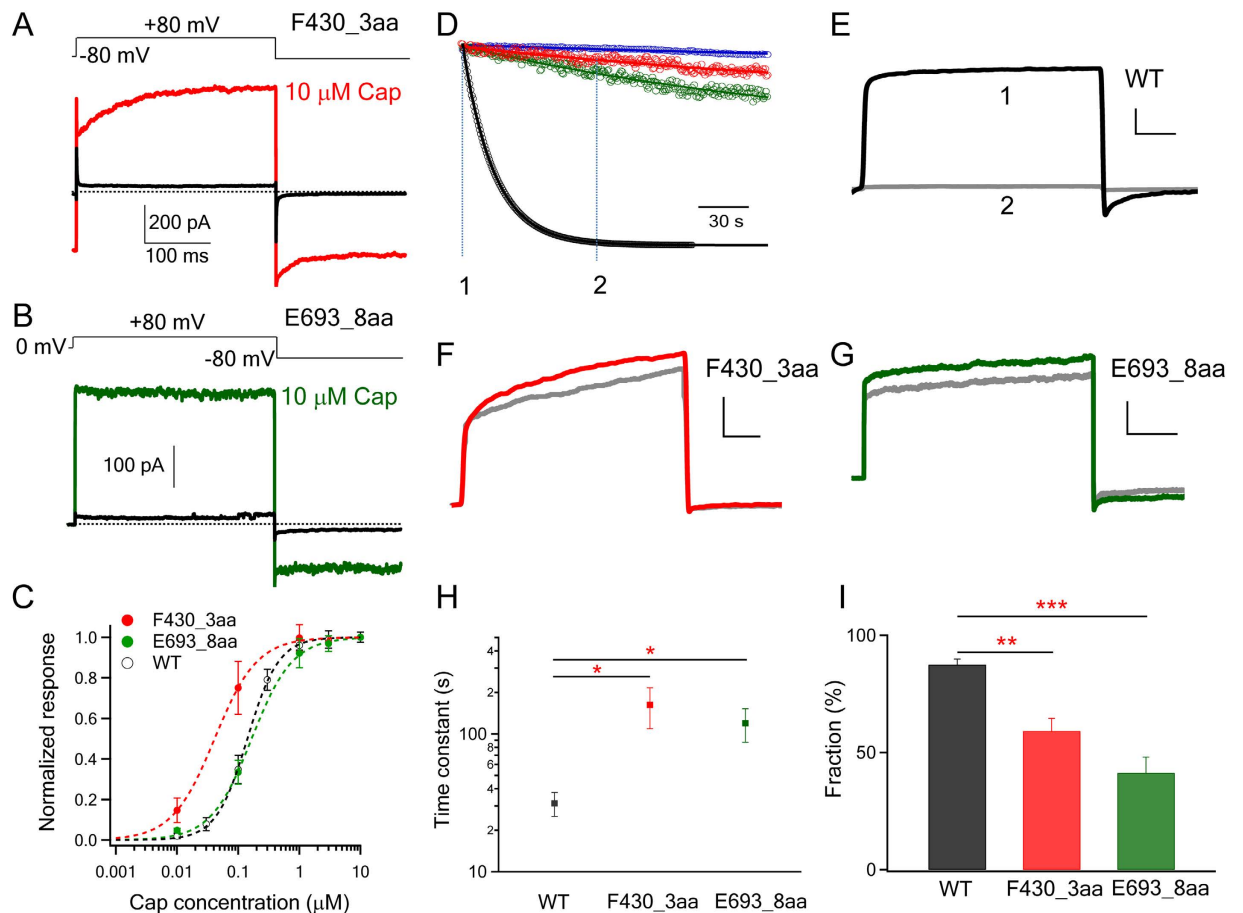 A
+80 mV
F430_3aa
-80 mV
10 μM Cap
200 pA
100 ms
B
+80 mV
E693_8aa
0 mV
-80 mV
10 μM Cap
100 pA
C
F430_3aa
E693_8aa
WT
1.0
0.8
0.6
0.4
0.2
0.0
Normalized response
0.001
0.01
0.1
1
10
Cap concentration (μM)
D
30 s
1
2
E
1
WT
2
F
F430_3aa
G
E693_8aa
H
4
2
100
8
6
4
2
10
Time constant (s)
*
*
WT
F430_3aa
E693_8aa
I
100
50
0
Fraction (%)
***
**
WT
F430_3aa
E693_8aa